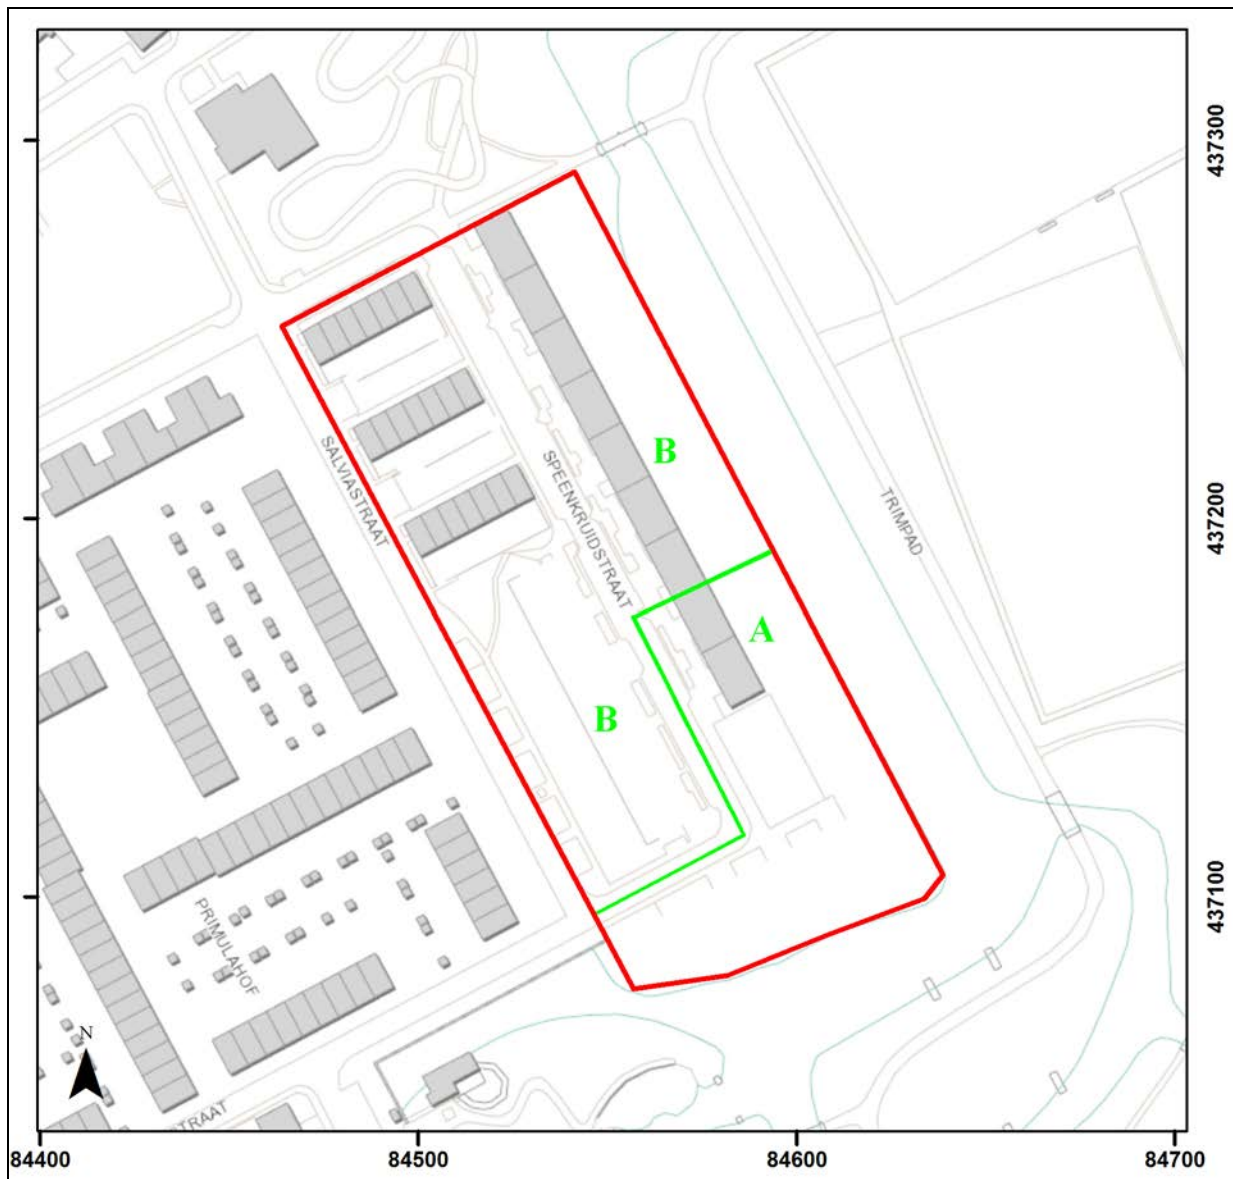 437300
437200
437100
84400
84500
84600
84700
SALVIASTRAAT
SPEENKRUIDSTRAAT
TRIMPAD
B
A
B
PRIMULAHOF
N
STRAAT